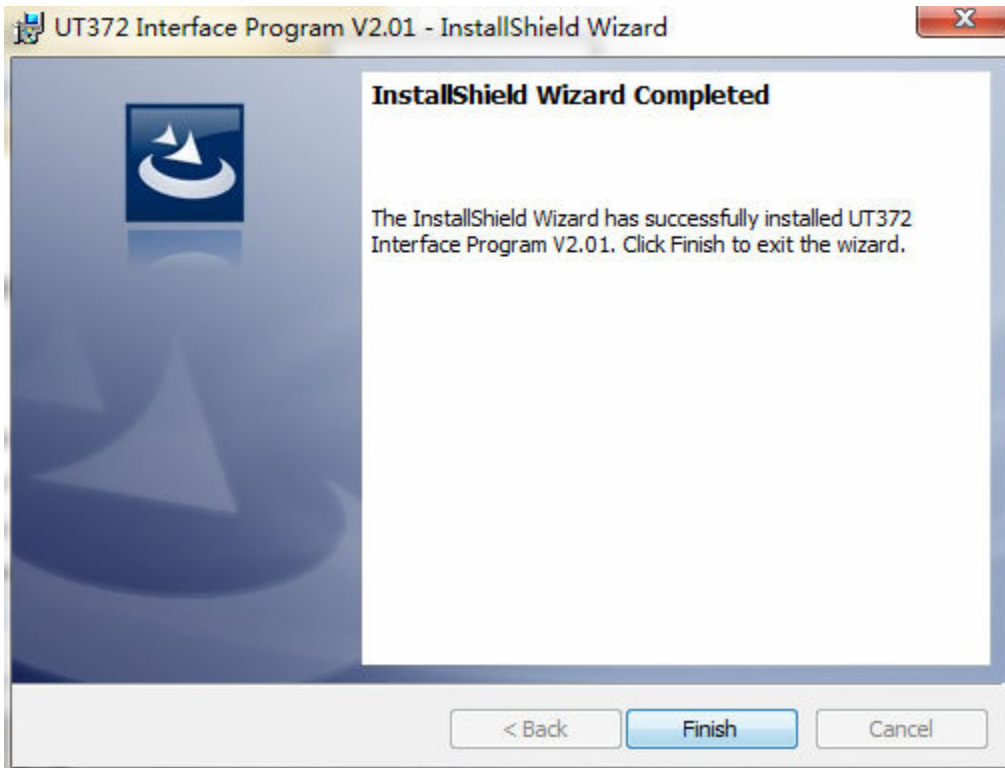 UT372 Interface Program V2.01 - InstallShield Wizard
InstallShield Wizard Completed
The InstallShield Wizard has successfully installed UT372
Interface Program V2.01. Click Finish to exit the wizard.
< Back
Finish
Cancel